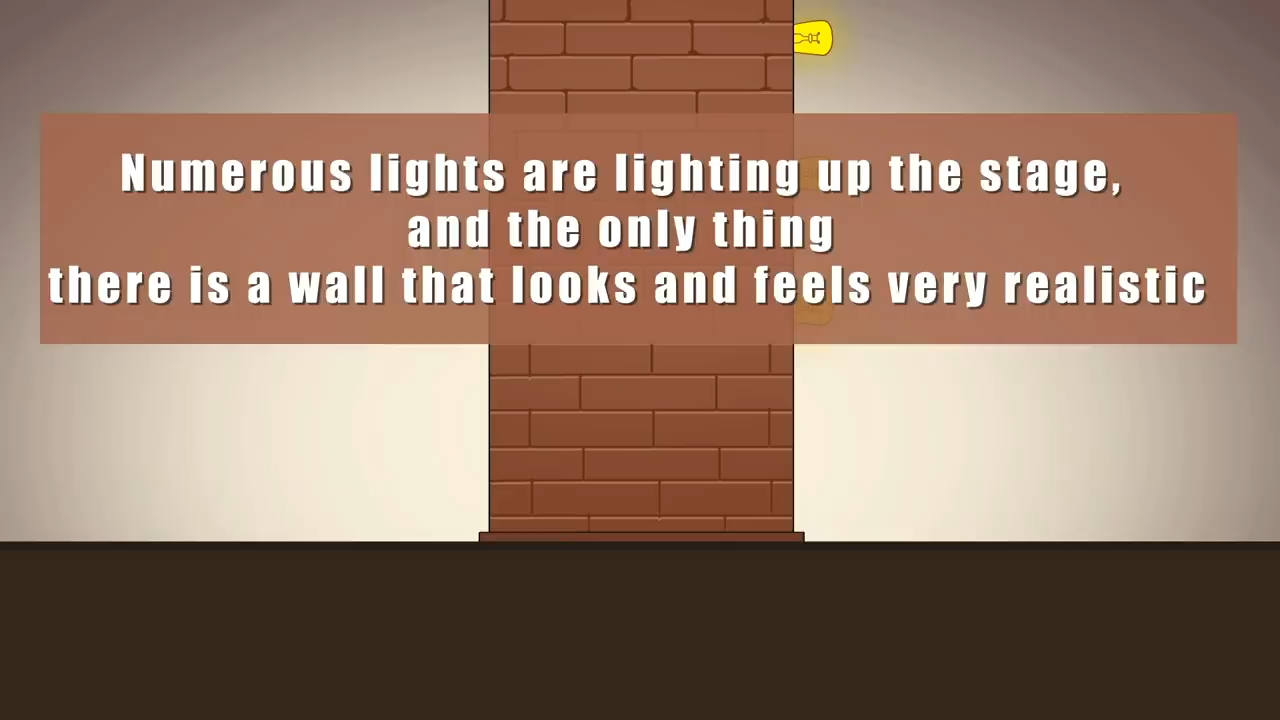 Numerous lights are lighting up the stage,
and the only thing
there is a wall that looks and feels very realistic